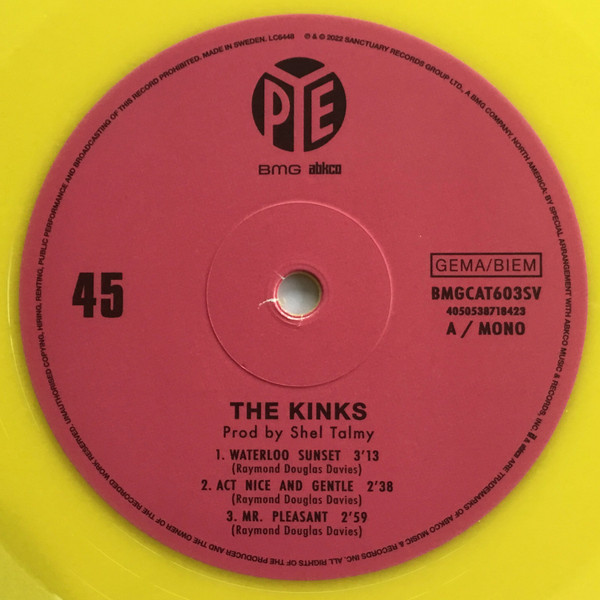 UNAUTHORISED COPYING, HIRING, RENTING, PUBLIC PERFORMANCE AND BROADCASTING OF THIS RECORD PROHIBITED. MADE IN SWEDEN. LC6448 ℗ & © 2022 SANCTUARY RECORDS GROUP LTD., A BMG COMPANY. NORTH AMERICA: BY SPECIAL ARRANGEMENT WITH ABKCO MUSIC & RECORDS, INC.
ARE TRADEMARKS OF ABKCO MUSIC & RECORDS INC. ALL RIGHTS OF THE PRODUCER AND THE OWNER OF THE RECORDED WORK RESERVED.
PYE
BMG abkco
45
GEMA/BIEM
BMGCAT603SV
4050538718423
A / MONO
THE KINKS
Prod by Shel Talmy
1. WATERLOO SUNSET 3'13
(Raymond Douglas Davies)
2. ACT NICE AND GENTLE 2'38
(Raymond Douglas Davies)
3. MR. PLEASANT 2'59
(Raymond Douglas Davies)